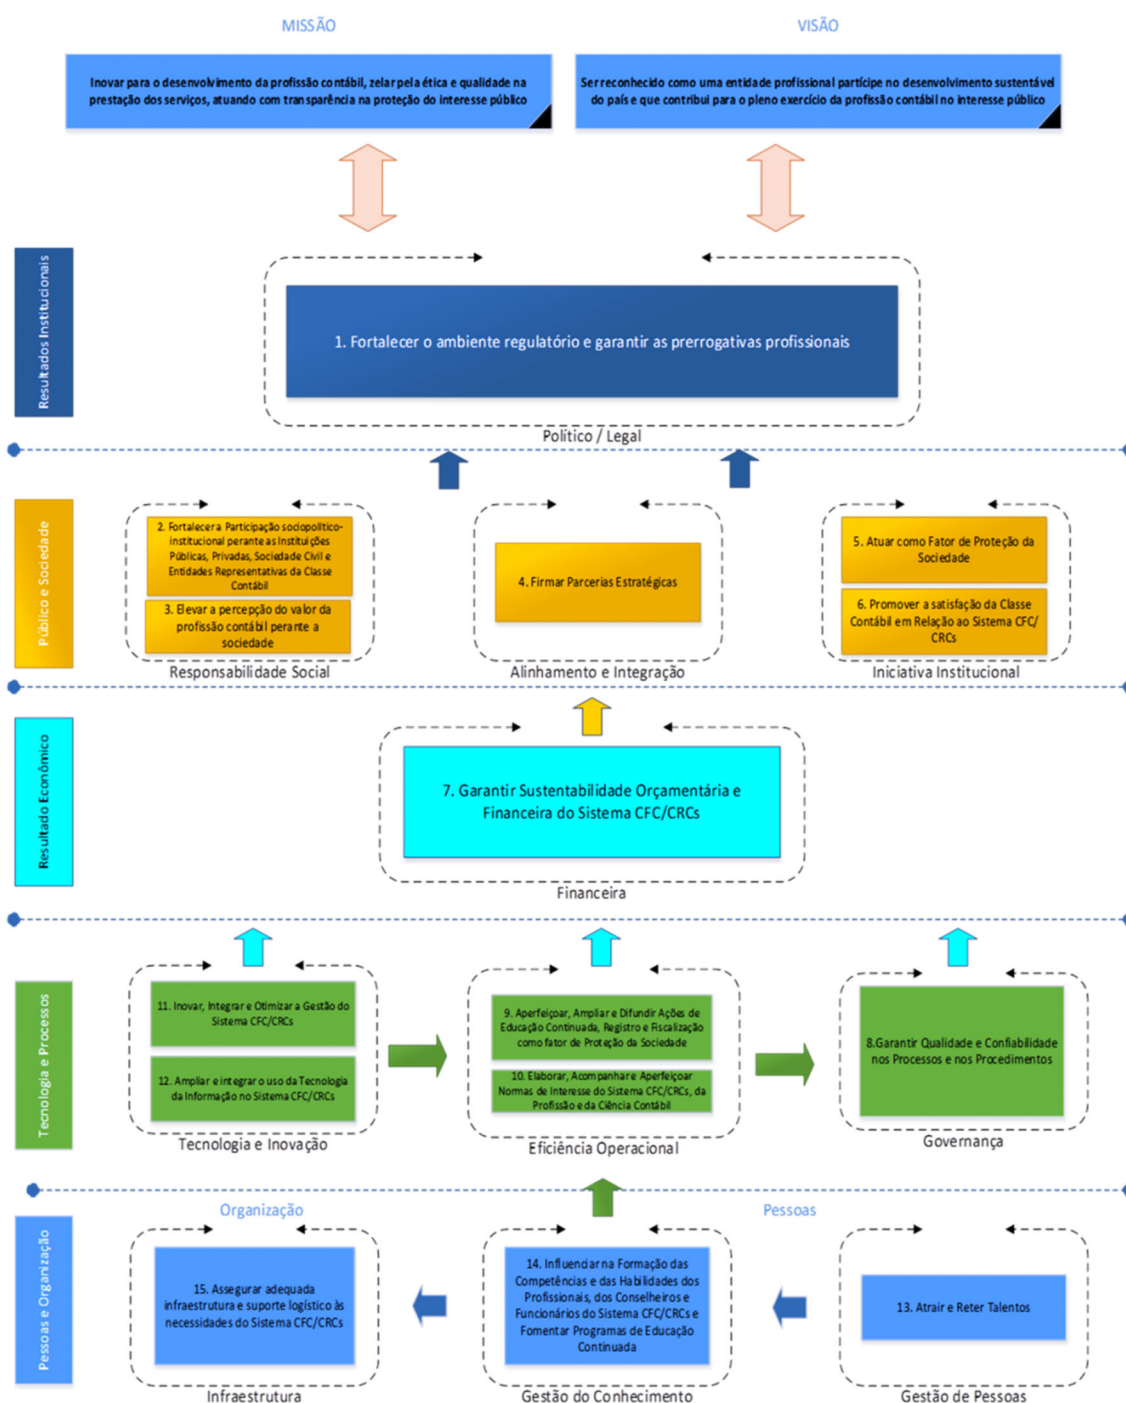 MISSÃO
VISÃO
Inovar para o desenvolvimento da profissão contábil, zelar pela ética e qualidade na
prestação dos serviços, atuando com transparência na proteção do interesse público
Ser reconhecido como uma entidade profissional partícipe no desenvolvimento sustentável
do país e que contribui para o pleno exercício da profissão contábil no interesse público
Resultados Institucionais
1. Fortalecer o ambiente regulatório e garantir as prerrogativas profissionais
Político / Legal
Público e Sociedade
2. Fortalecer a Participação sociopolítico-
institucional perante as Instituições
Públicas, Privadas, Sociedade Civil e
Entidades Representativas da Classe
Contábil
3. Elevar a percepção do valor da
profissão contábil perante a
sociedade
Responsabilidade Social
4. Firmar Parcerias Estratégicas
Alinhamento e Integração
5. Atuar como Fator de Proteção da
Sociedade
6. Promover a satisfação da Classe
Contábil em Relação ao Sistema CFC/
CRCs
Iniciativa Institucional
Resultado Econômico
7. Garantir Sustentabilidade Orçamentária e
Financeira do Sistema CFC/CRCs
Financeira
Tecnologia e Processos
11. Inovar, Integrar e Otimizar a Gestão do
Sistema CFC/CRCs
12. Ampliar e integrar o uso da Tecnologia
da Informação no Sistema CFC/CRCs
Tecnologia e Inovação
9. Aperfeiçoar, Ampliar e Difundir Ações de
Educação Continuada, Registro e Fiscalização
como fator de Proteção da Sociedade
10. Elaborar, Acompanhar e Aperfeiçoar
Normas de Interesse do Sistema CFC/CRCs, da
Profissão e da Ciência Contábil
Eficiência Operacional
8.Garantir Qualidade e Confiabilidade
nos Processos e nos Procedimentos
Governança
Pessoas e Organização
Organização
Pessoas
15. Assegurar adequada
infraestrutura e suporte logístico às
necessidades do Sistema CFC/CRCs
Infraestrutura
14. Influenciar na Formação das
Competências e das Habilidades dos
Profissionais, dos Conselheiros e
Funcionários do Sistema CFC/CRCs e
Fomentar Programas de Educação
Continuada
Gestão do Conhecimento
13. Atrair e Reter Talentos
Gestão de Pessoas